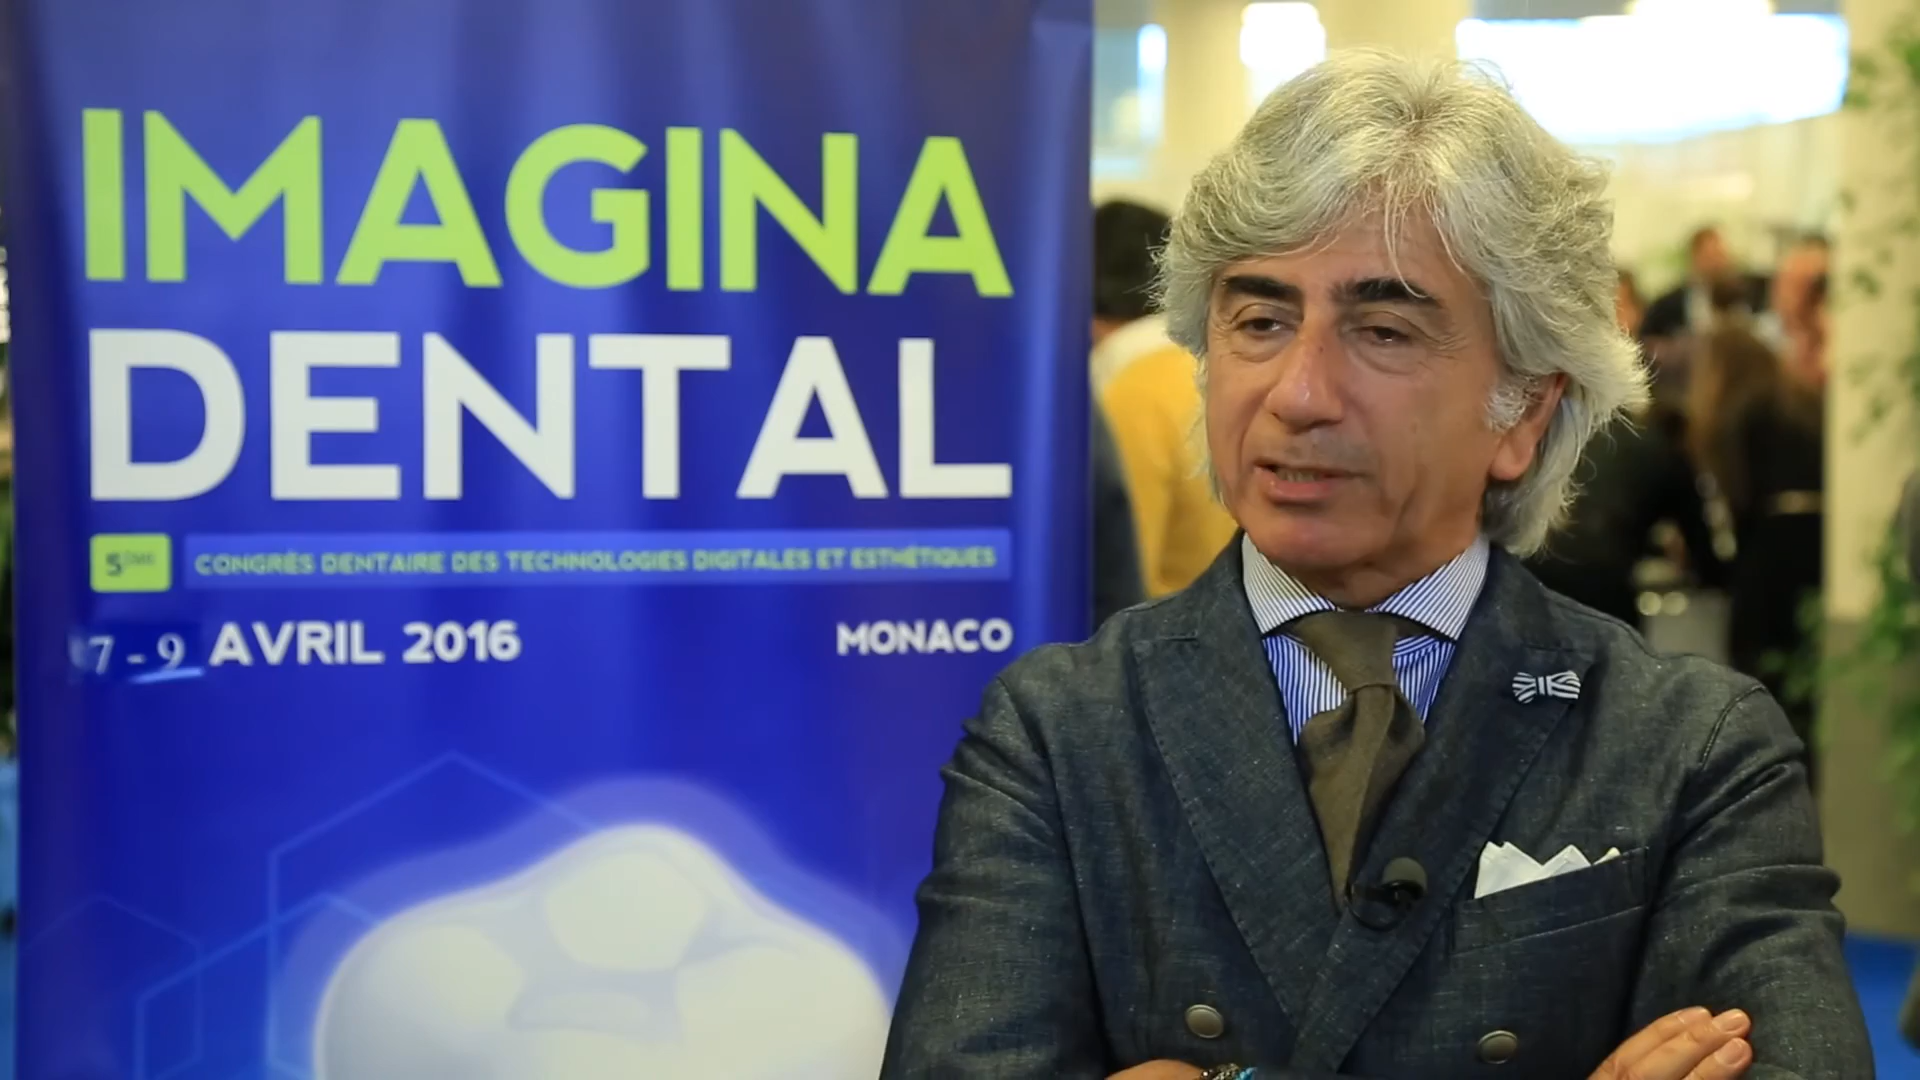 IMAGINA
DENTAL
5ÈME CONGRÈS DENTAIRE DES TECHNOLOGIES DIGITALES ET ESTHÉTIQUES
7 - 9 AVRIL 2016 MONACO